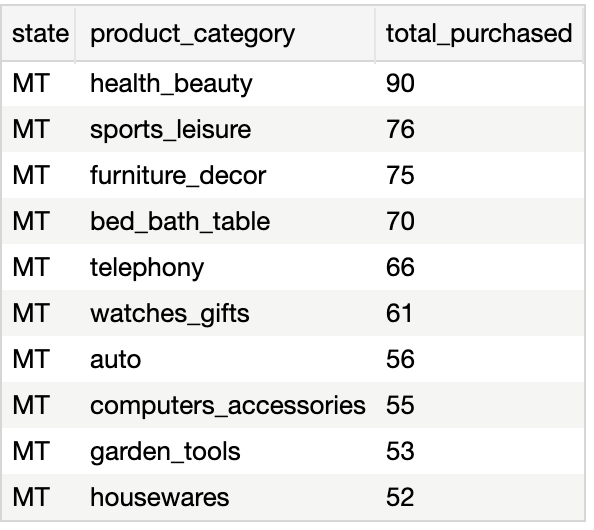 state product_category total_purchased
MT health_beauty 90
MT sports_leisure 76
MT furniture_decor 75
MT bed_bath_table 70
MT telephony 66
MT watches_gifts 61
MT auto 56
MT computers_accessories 55
MT garden_tools 53
MT housewares 52